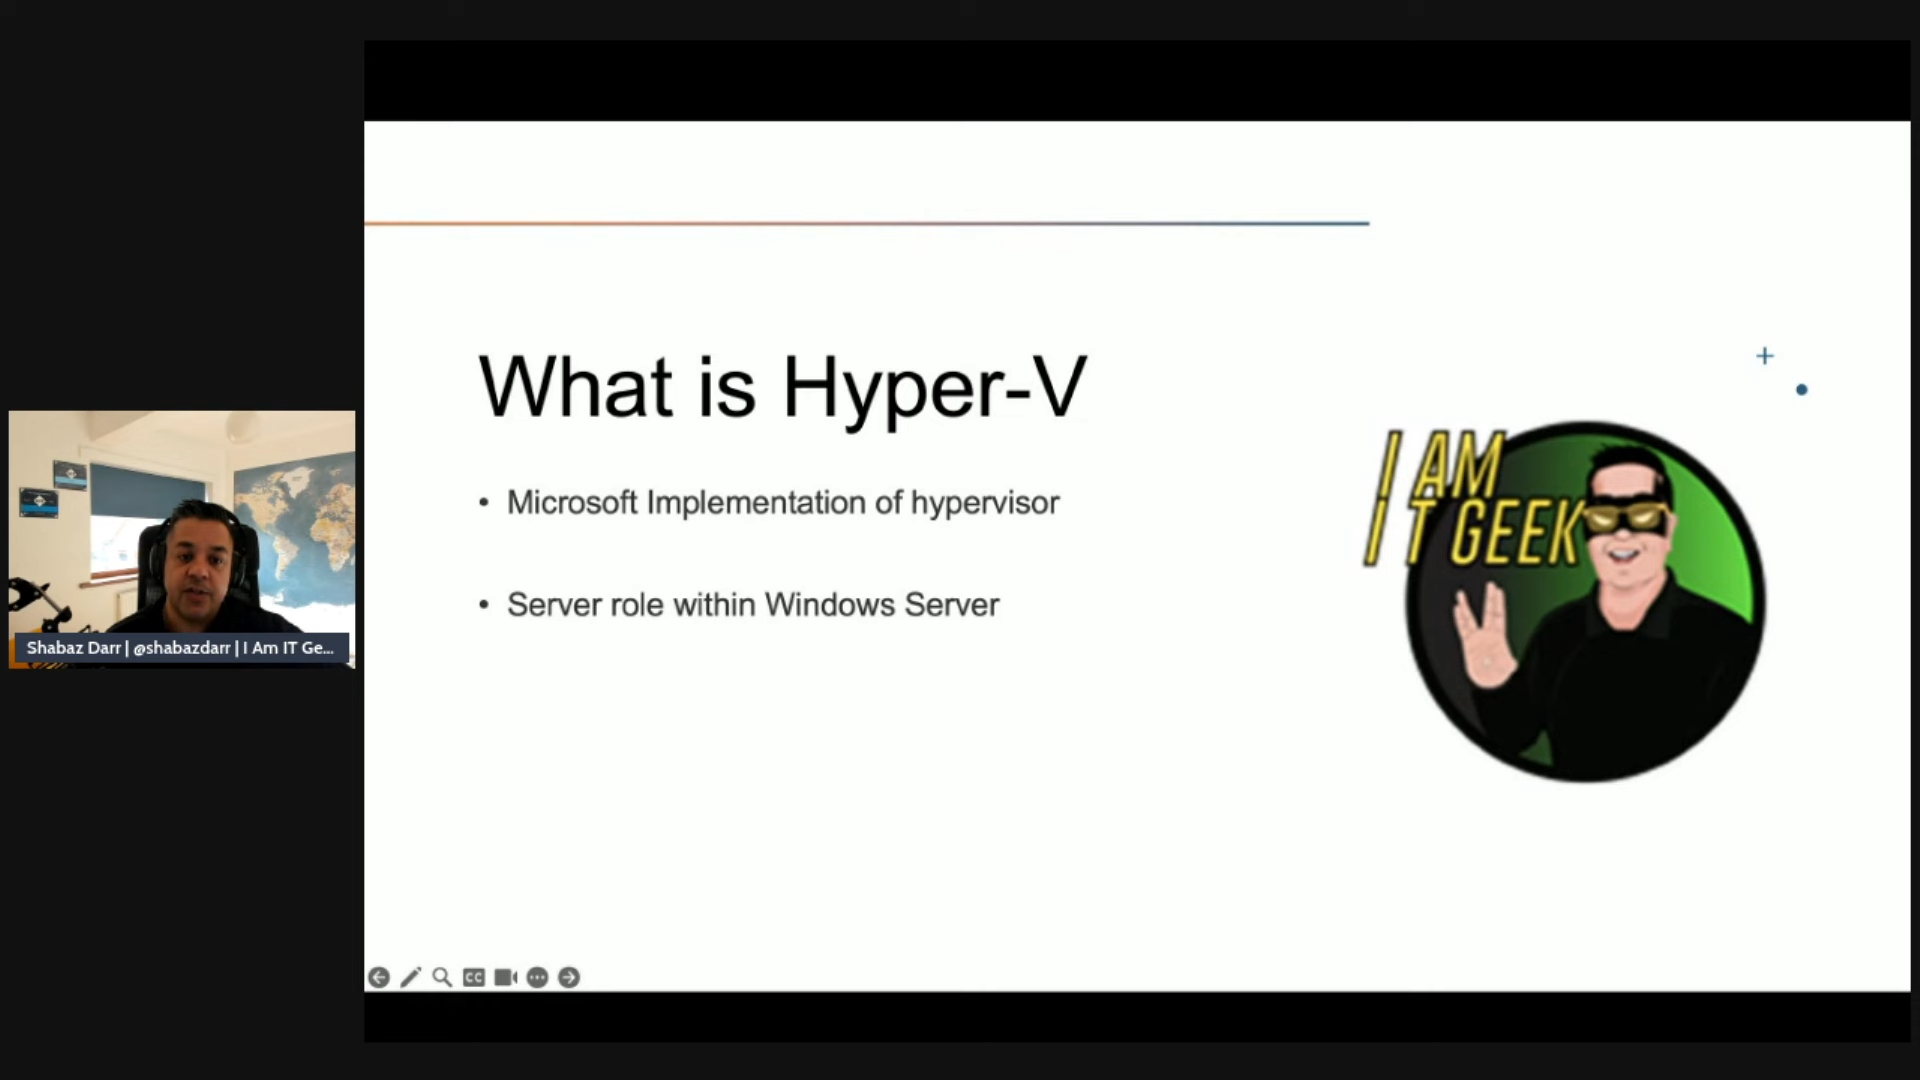 What is Hyper-V
• Microsoft Implementation of hypervisor
• Server role within Windows Server
I AM
IT GEEK
Shabaz Darr | @shabazdarr | I Am IT Ge...
CC